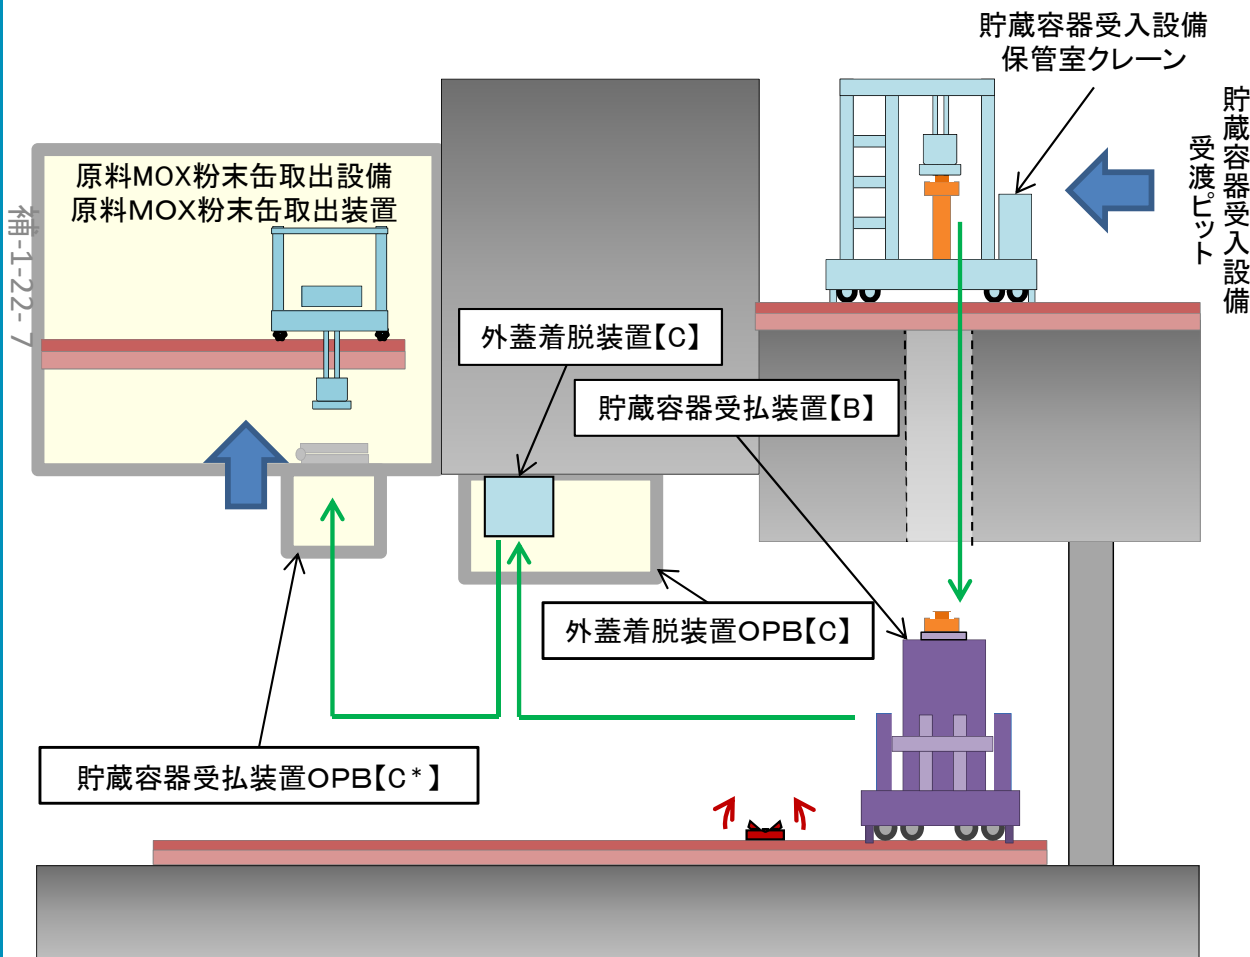 貯蔵容器受入設備
保管室クレーン
貯蔵容器受入設備
受渡ピット
原料MOX粉末缶取出設備
原料MOX粉末缶取出装置
補-1-22-7
外蓋着脱装置【C】
貯蔵容器受払装置【B】
外蓋着脱装置OPB【C】
貯蔵容器受払装置OPB【C*】